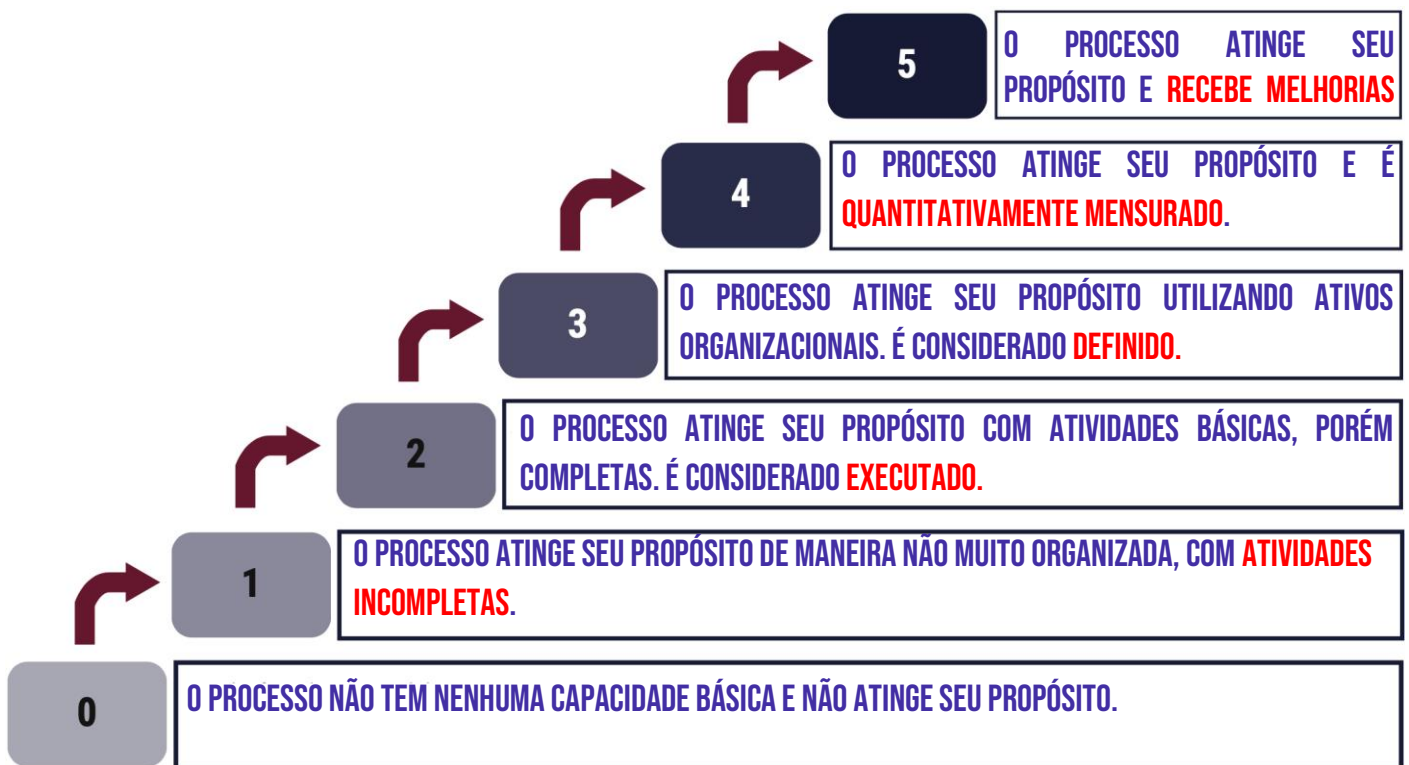 5
O PROCESSO ATINGE SEU
PROPÓSITO E RECEBE MELHORIAS
4
O PROCESSO ATINGE SEU PROPÓSITO E É
QUANTITATIVAMENTE MENSURADO.
3
O PROCESSO ATINGE SEU PROPÓSITO UTILIZANDO ATIVOS
ORGANIZACIONAIS. É CONSIDERADO DEFINIDO.
2
O PROCESSO ATINGE SEU PROPÓSITO COM ATIVIDADES BÁSICAS, PORÉM
COMPLETAS. É CONSIDERADO EXECUTADO.
1
O PROCESSO ATINGE SEU PROPÓSITO DE MANEIRA NÃO MUITO ORGANIZADA, COM ATIVIDADES
INCOMPLETAS.
0
O PROCESSO NÃO TEM NENHUMA CAPACIDADE BÁSICA E NÃO ATINGE SEU PROPÓSITO.